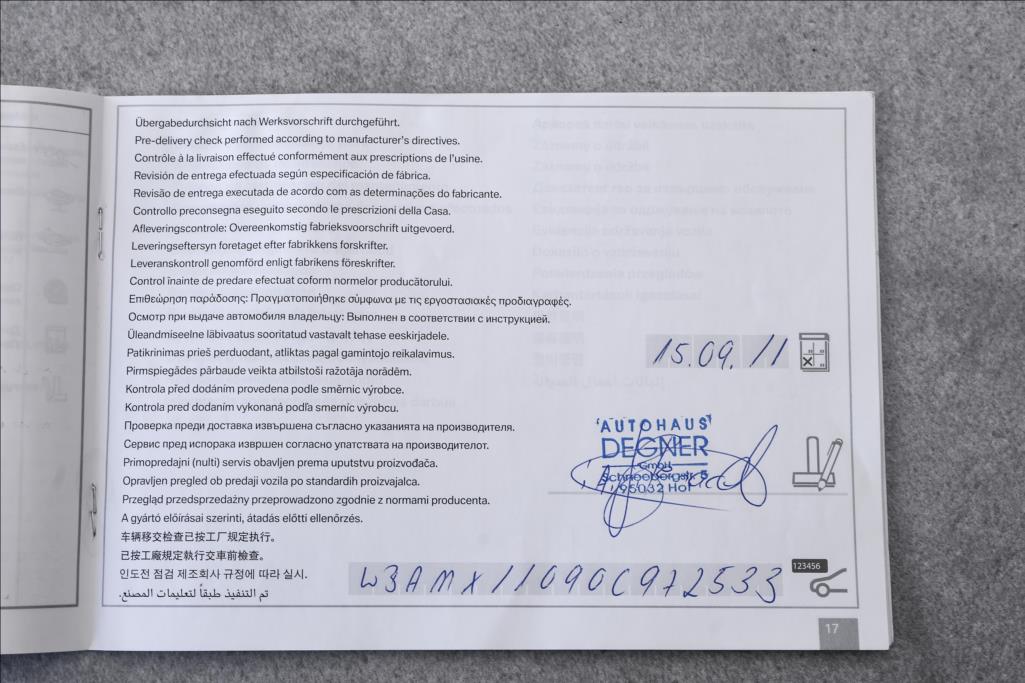 Übergabedurchsicht nach Werksvorschrift durchgeführt.
Pre-delivery check performed according to manufacturer's directives.
Contrôle à la livraison effectué conformément aux prescriptions de l'usine.
Revisión de entrega efectuada según especificación de fábrica.
Revisão de entrega executada de acordo com as determinações do fabricante.
Controllo preconsegna eseguito secondo le prescrizioni della Casa.
Afleveringscontrole: Overeenkomstig fabrieksvoorschrift uitgevoerd.
Leveringseftersyn foretaget efter fabrikkens forskrifter.
Leveranskontroll genomförd enligt fabrikens föreskrifter.
Control înainte de predare efectuat coform normelor producătorului.
Επιθεώρηση παράδοσης: Πραγματοποιήθηκε σύμφωνα με τις εργοστασιακές προδιαγραφές.
Осмотр при выдаче автомобиля владельцу: Выполнен в соответствии с инструкцией.
Üleandmiseelne läbivaatus sooritatud vastavalt tehase eeskirjadele.
Patikrinimas prieš perduodant, atliktas pagal gamintojo reikalavimus.
Pirmspiegādes pārbaude veikta atbilstoši ražotāja norādēm.
Kontrola před dodáním provedena podle směrnic výrobce.
Kontrola pred dodaním vykonaná podľa smerníc výrobcu.
Проверка преди доставка извършена съгласно указанията на производителя.
Сервис пред испорака извршен согласно упатствата на производителот.
Primopredajni (nulti) servis obavljen prema uputstvu proizvođača.
Opravljen pregled ob predaji vozila po standardih proizvajalca.
Przegląd przedsprzedażny przeprowadzono zgodnie z normami producenta.
A gyártó előírásai szerinti, átadás előtti ellenőrzés.
车辆移交检查已按工厂规定执行。
已按工廠規定執行交車前檢查。
인도전 점검 제조회사 규정에 따라 실시.
تم التنفيذ طبقاً لتعليمات المصنع.
15.09.11
AUTOHAUS
DEGNER
GmbH
Schneebergstr. 5
95032 Hof
123456
W3AMX11090C972533
17